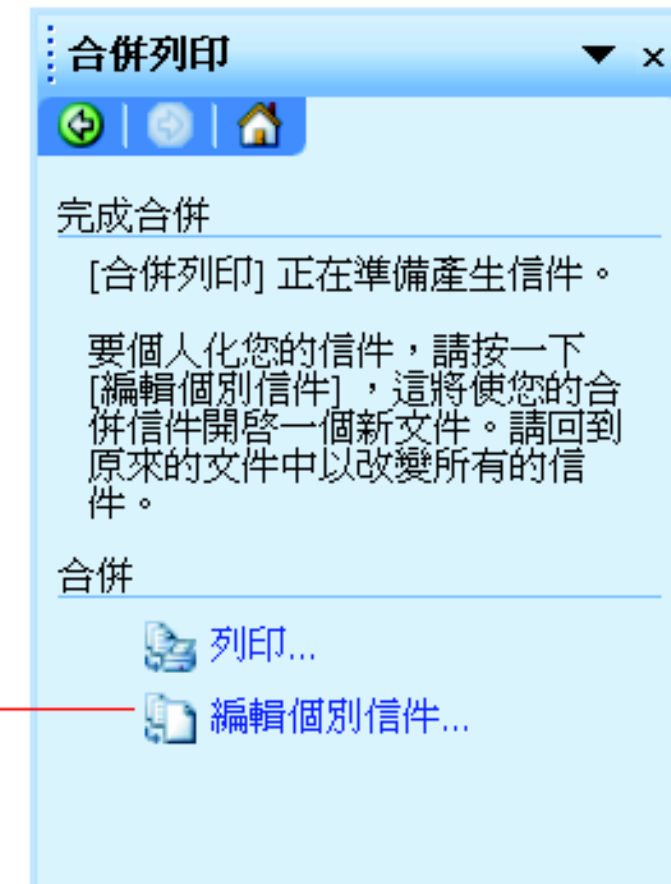 合併列印
完成合併
[合併列印] 正在準備產生信件。
要個人化您的信件，請按一下
[編輯個別信件] ，這將使您的合
併信件開啓一個新文件。請回到
原來的文件中以改變所有的信
件。
合併
列印...
編輯個別信件...